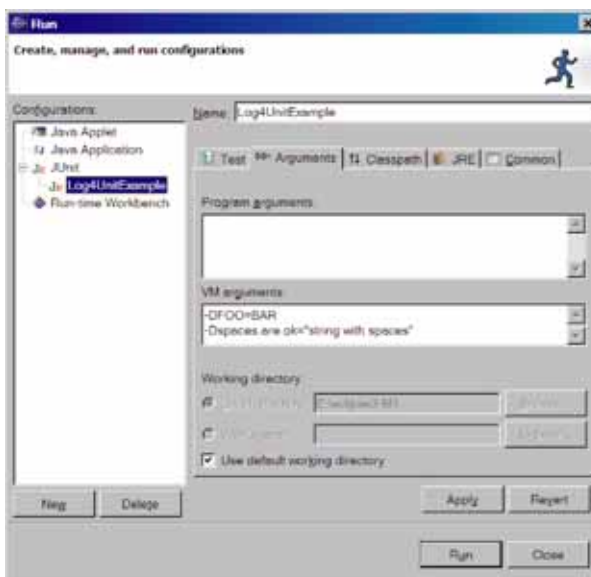 Run
Create, manage, and run configurations
Configurations:
Java Applet
Java Application
JUnit
Log4UnitExample
Run-time Workbench
New
Delete
Name: Log4UnitExample
Test
Arguments
Classpath
JRE
Common
Program arguments:
VM arguments:
-DFOO=BAR
-Dspaces.are.ok="string with spaces"
Working directory:
Use default working directory
Apply
Revert
Run
Close